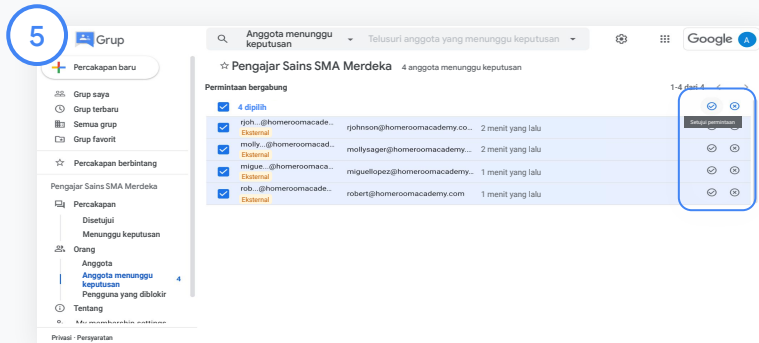 5
Grup
Anggota menunggu keputusan
Telusuri anggota yang menunggu keputusan
Google
A
Percakapan baru
Grup saya
Grup terbaru
Semua grup
Grup favorit
Percakapan berbintang
Pengajar Sains SMA Merdeka
Percakapan
Disetujui
Menunggu keputusan
Orang
Anggota
Anggota menunggu keputusan
4
Pengguna yang diblokir
Tentang
My membership settings
Privasi - Persyaratan
Pengajar Sains SMA Merdeka
4 anggota menunggu keputusan
Permintaan bergabung
1-4 dari 4
4 dipilih
Setujui permintaan
rjoh...@homeroomacade...
Eksternal
rjohnson@homeroomacademy.co...
2 menit yang lalu
molly...@homeroomacad...
Eksternal
mollysager@homeroomacademy....
2 menit yang lalu
migue...@homeroomaca...
Eksternal
miguellopez@homeroomacademy..
1 menit yang lalu
rob...@homeroomacade...
Eksternal
robert@homeroomacademy.com
1 menit yang lalu